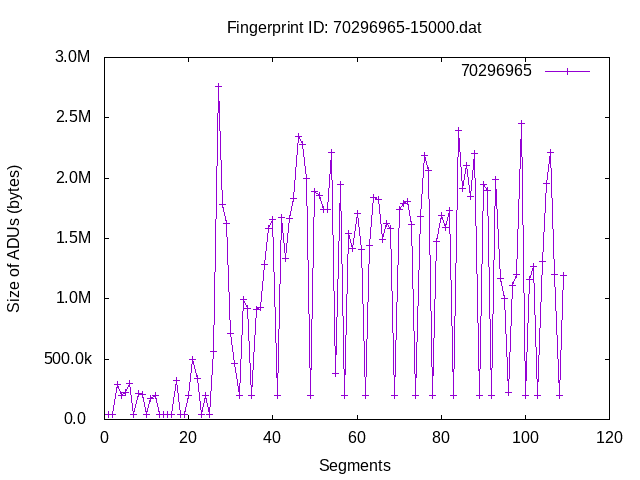 Fingerprint ID: 70296965-15000.dat
3.0M
70296965
2.5M
2.0M
1.5M
1.0M
500.0k
0.0
Size of ADUs (bytes)
0 20 40 60 80 100 120
Segments